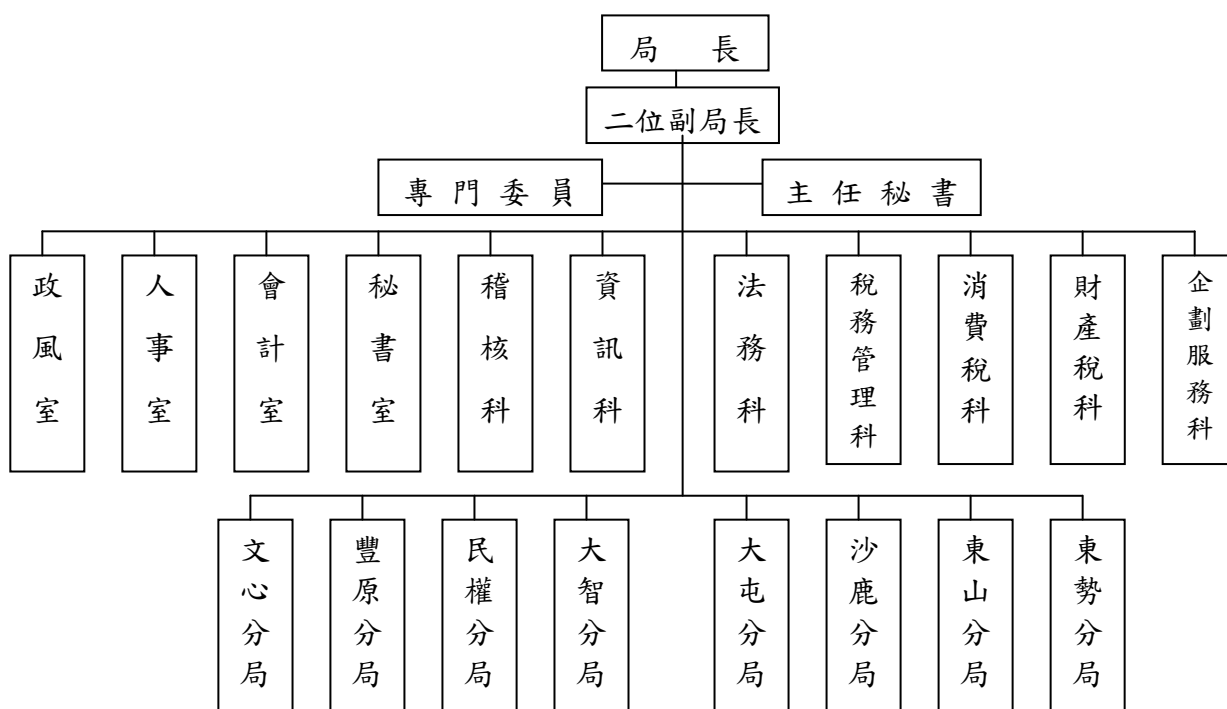 局長
二位副局長
專門委員
主任秘書
政風室
人事室
會計室
秘書室
稽核科
資訊科
法務科
稅務管理科
消費稅科
財產稅科
企劃服務科
文心分局
豐原分局
民權分局
大智分局
大屯分局
沙鹿分局
東山分局
東勢分局